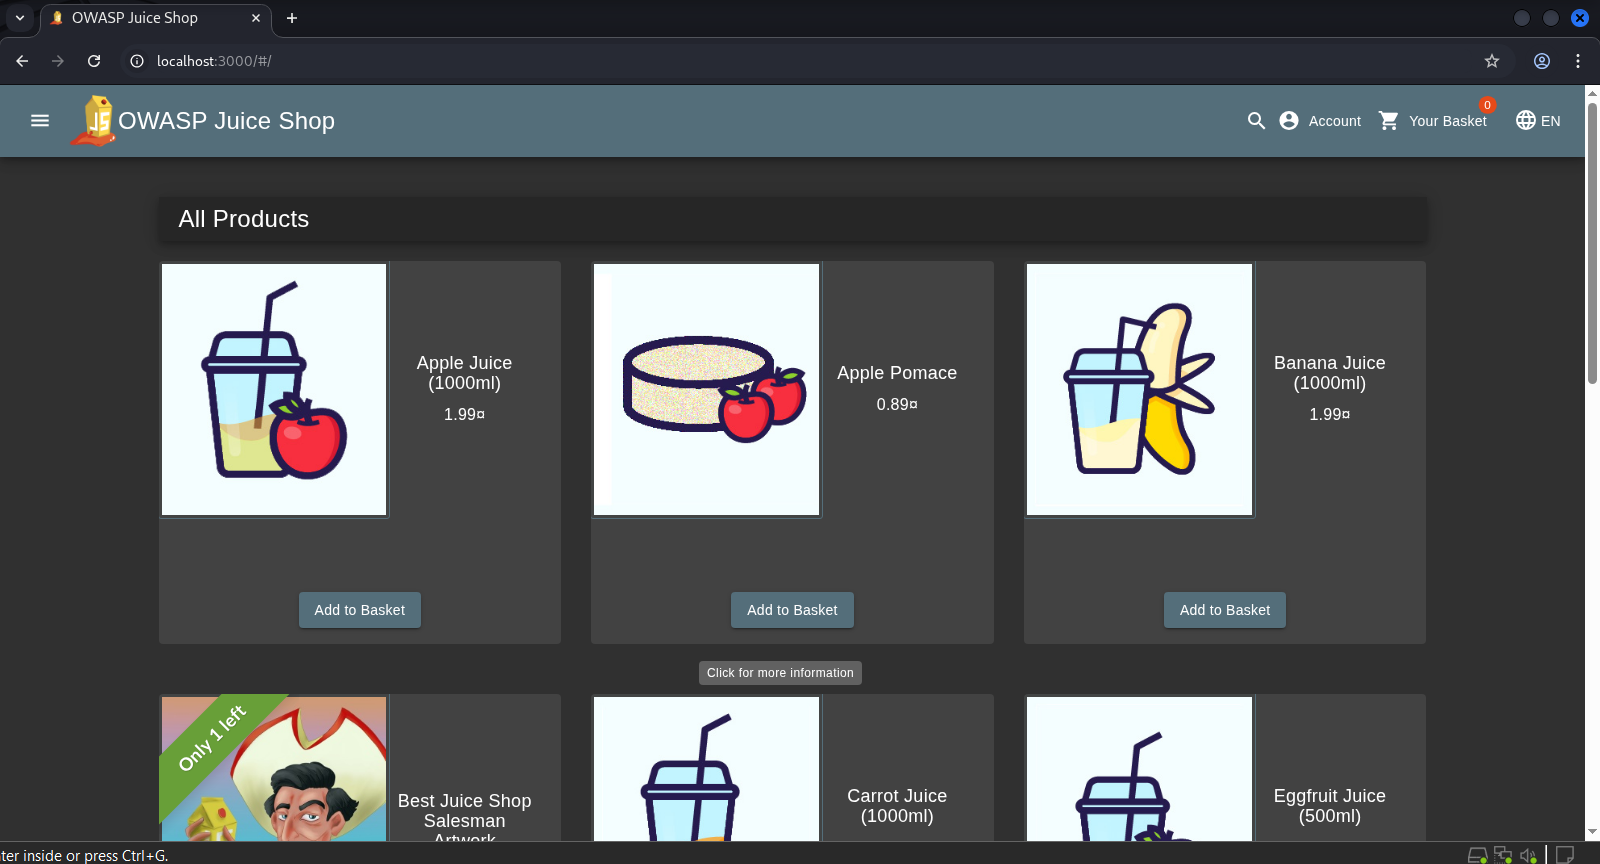 OWASP Juice Shop
localhost:3000/#/
OWASP Juice Shop
Account
Your Basket
0
EN
All Products
Apple Juice
(1000ml)
1.99¤
Add to Basket
Apple Pomace
0.89¤
Add to Basket
Banana Juice
(1000ml)
1.99¤
Add to Basket
Click for more information
Only 1 left
Best Juice Shop
Salesman
Artwork
Carrot Juice
(1000ml)
Eggfruit Juice
(500ml)
ter inside or press Ctrl+G.